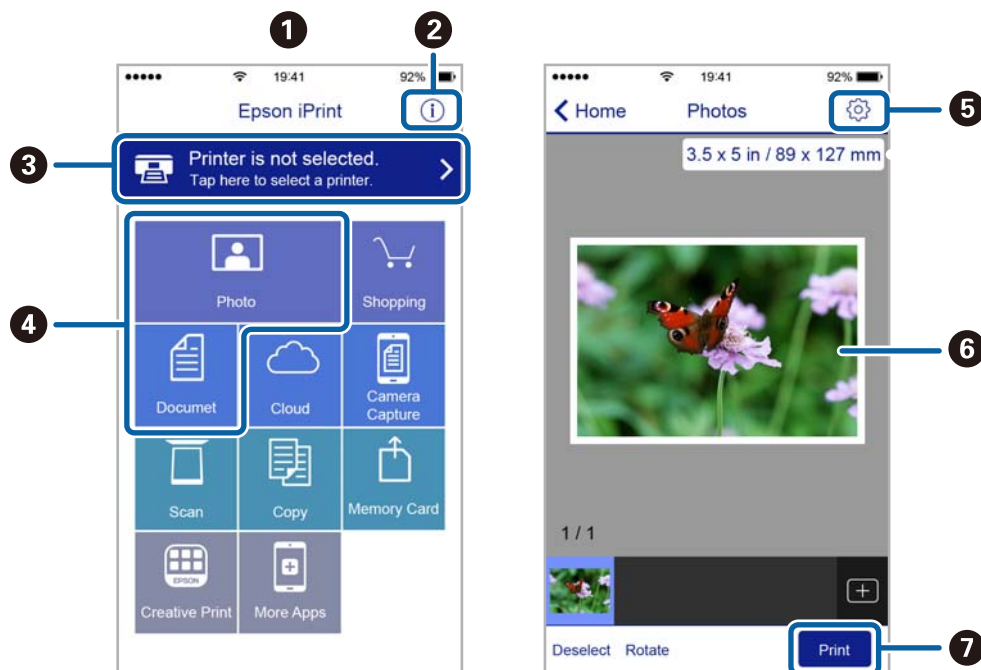 1
2
19:41
92%
Epson iPrint
3
Printer is not selected.
Tap here to select a printer.
4
Photo
Shopping
Documet
Cloud
Camera
Capture
Scan
Copy
Memory Card
EPSON
Creative Print
More Apps
19:41
92%
Home
Photos
5
3.5 x 5 in / 89 x 127 mm
6
1 / 1
Deselect
Rotate
Print
7